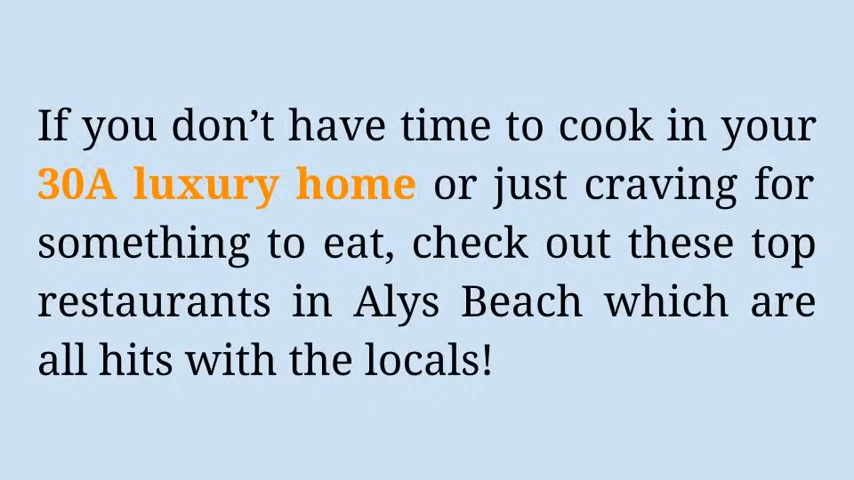 If you don’t have time to cook in your
30A luxury home or just craving for
something to eat, check out these top
restaurants in Alys Beach which are
all hits with the locals!